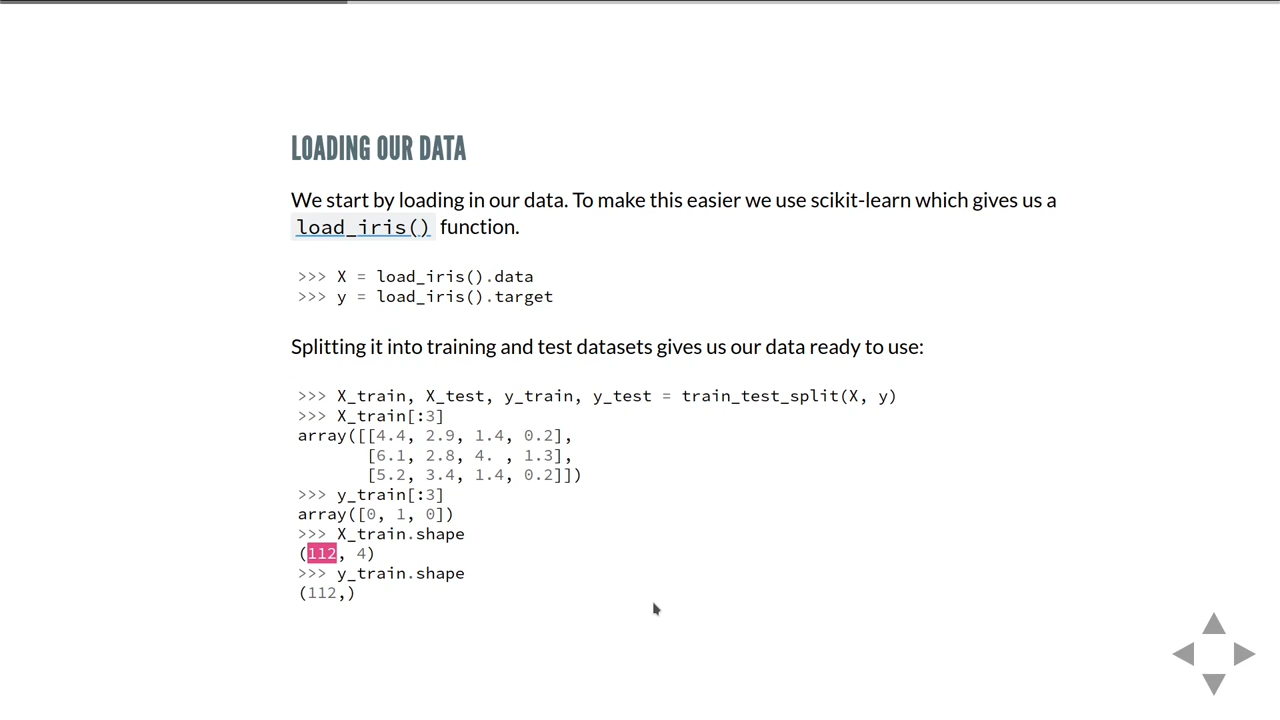 LOADING OUR DATA
We start by loading in our data. To make this easier we use scikit-learn which gives us a
load_iris() function.
>>> X = load_iris().data
>>> y = load_iris().target
Splitting it into training and test datasets gives us our data ready to use:
>>> X_train, X_test, y_train, y_test = train_test_split(X, y)
>>> X_train[:3]
array([[4.4, 2.9, 1.4, 0.2],
       [6.1, 2.8, 4. , 1.3],
       [5.2, 3.4, 1.4, 0.2]])
>>> y_train[:3]
array([0, 1, 0])
>>> X_train.shape
(112, 4)
>>> y_train.shape
(112,)